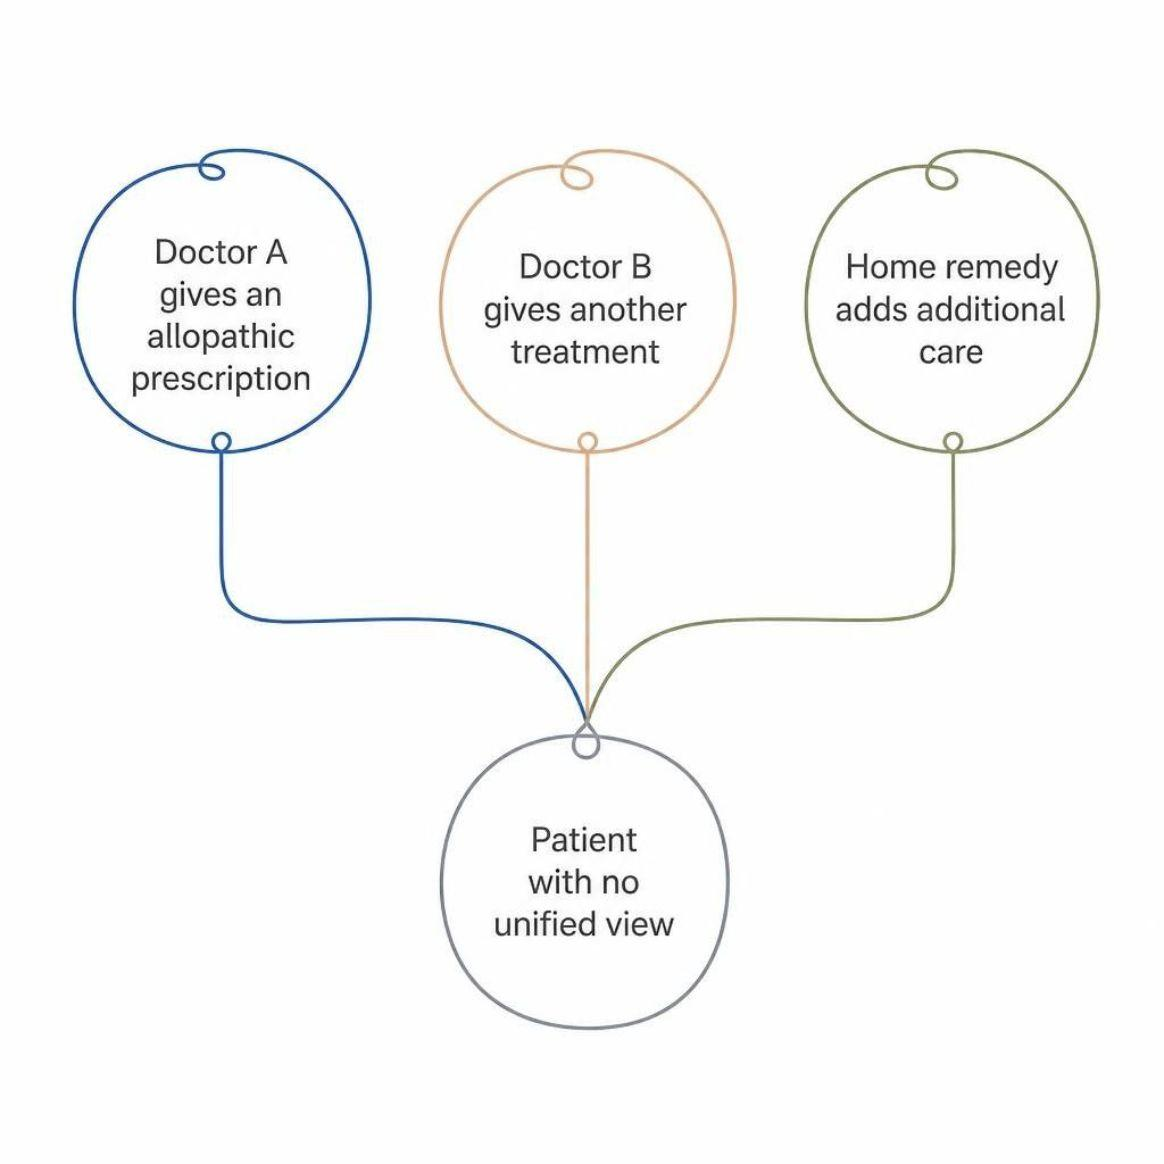 Doctor A
gives an
allopathic
prescription
Doctor B
gives another
treatment
Home remedy
adds additional
care
Patient
with no
unified view